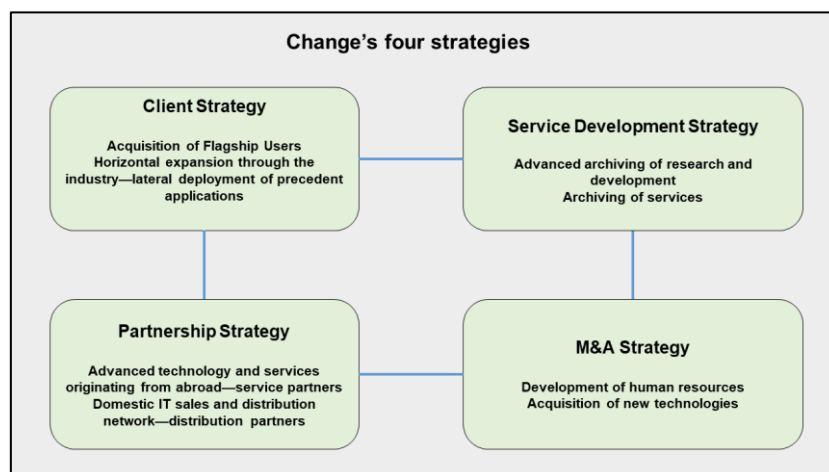 Change's four strategies
Client Strategy
Acquisition of Flagship Users
Horizontal expansion through the
industry—lateral deployment of precedent
applications
Service Development Strategy
Advanced archiving of research and
development
Archiving of services
Partnership Strategy
Advanced technology and services
originating from abroad—service partners
Domestic IT sales and distribution
network—distribution partners
M&A Strategy
Development of human resources
Acquisition of new technologies